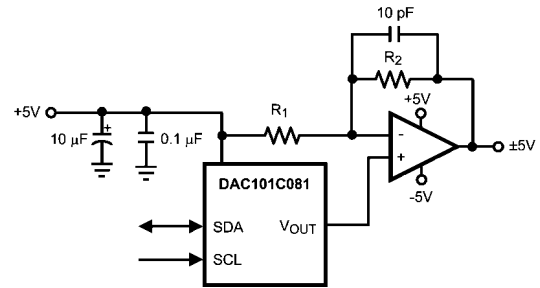 10 pF
R2
+5V
R1
+5V
10 µF
+
0.1 µF
-
+
±5V
DAC101C081
-5V
SDA
VOUT
SCL